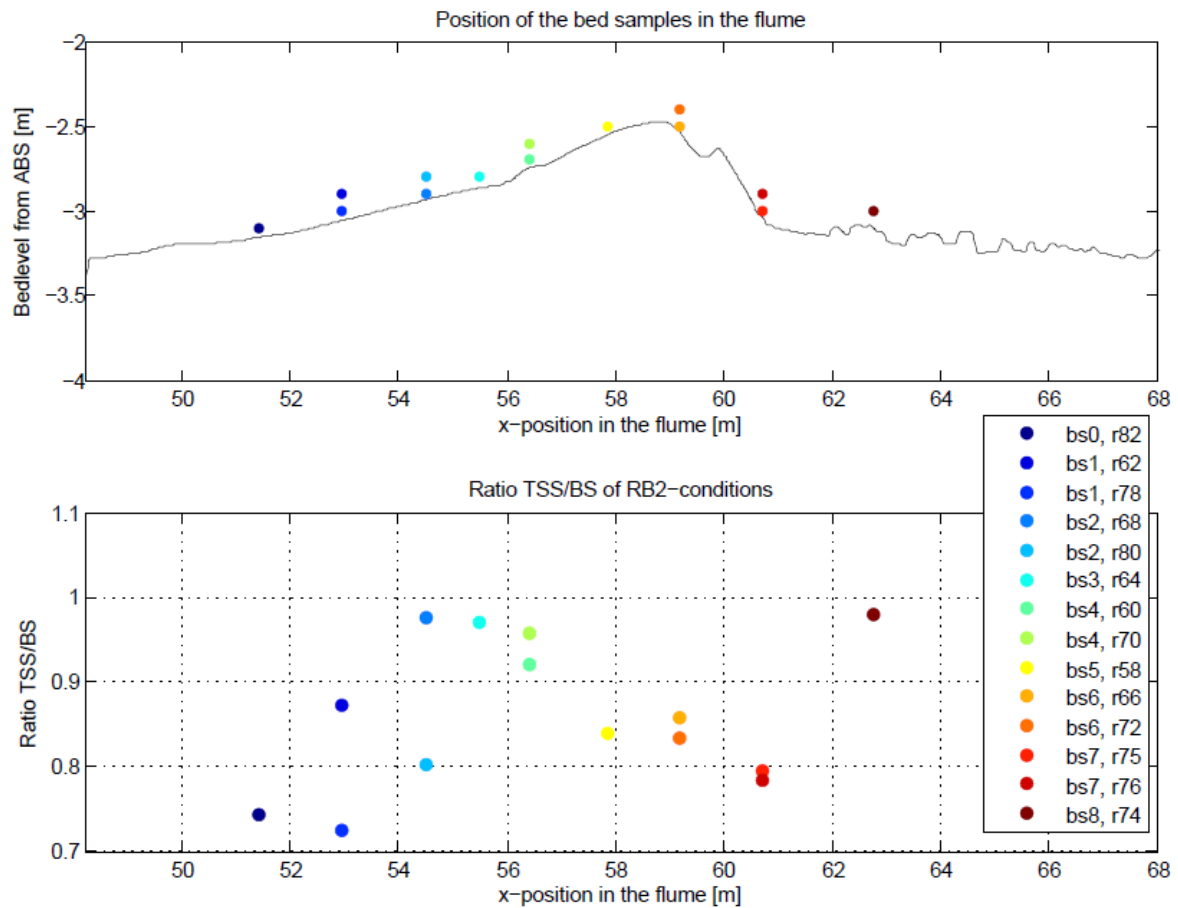 Position of the bed samples in the flume
Bedlevel from ABS [m]
−2
−2.5
−3
−3.5
−4
50 52 54 56 58 60 62 64 66 68
x−position in the flume [m]
Ratio TSS/BS of RB2−conditions
Ratio TSS/BS
1.1
1
0.9
0.8
0.7
50 52 54 56 58 60 62 64 66 68
x−position in the flume [m]
bs0, r82
bs1, r62
bs1, r78
bs2, r68
bs2, r80
bs3, r64
bs4, r60
bs4, r70
bs5, r58
bs6, r66
bs6, r72
bs7, r75
bs7, r76
bs8, r74